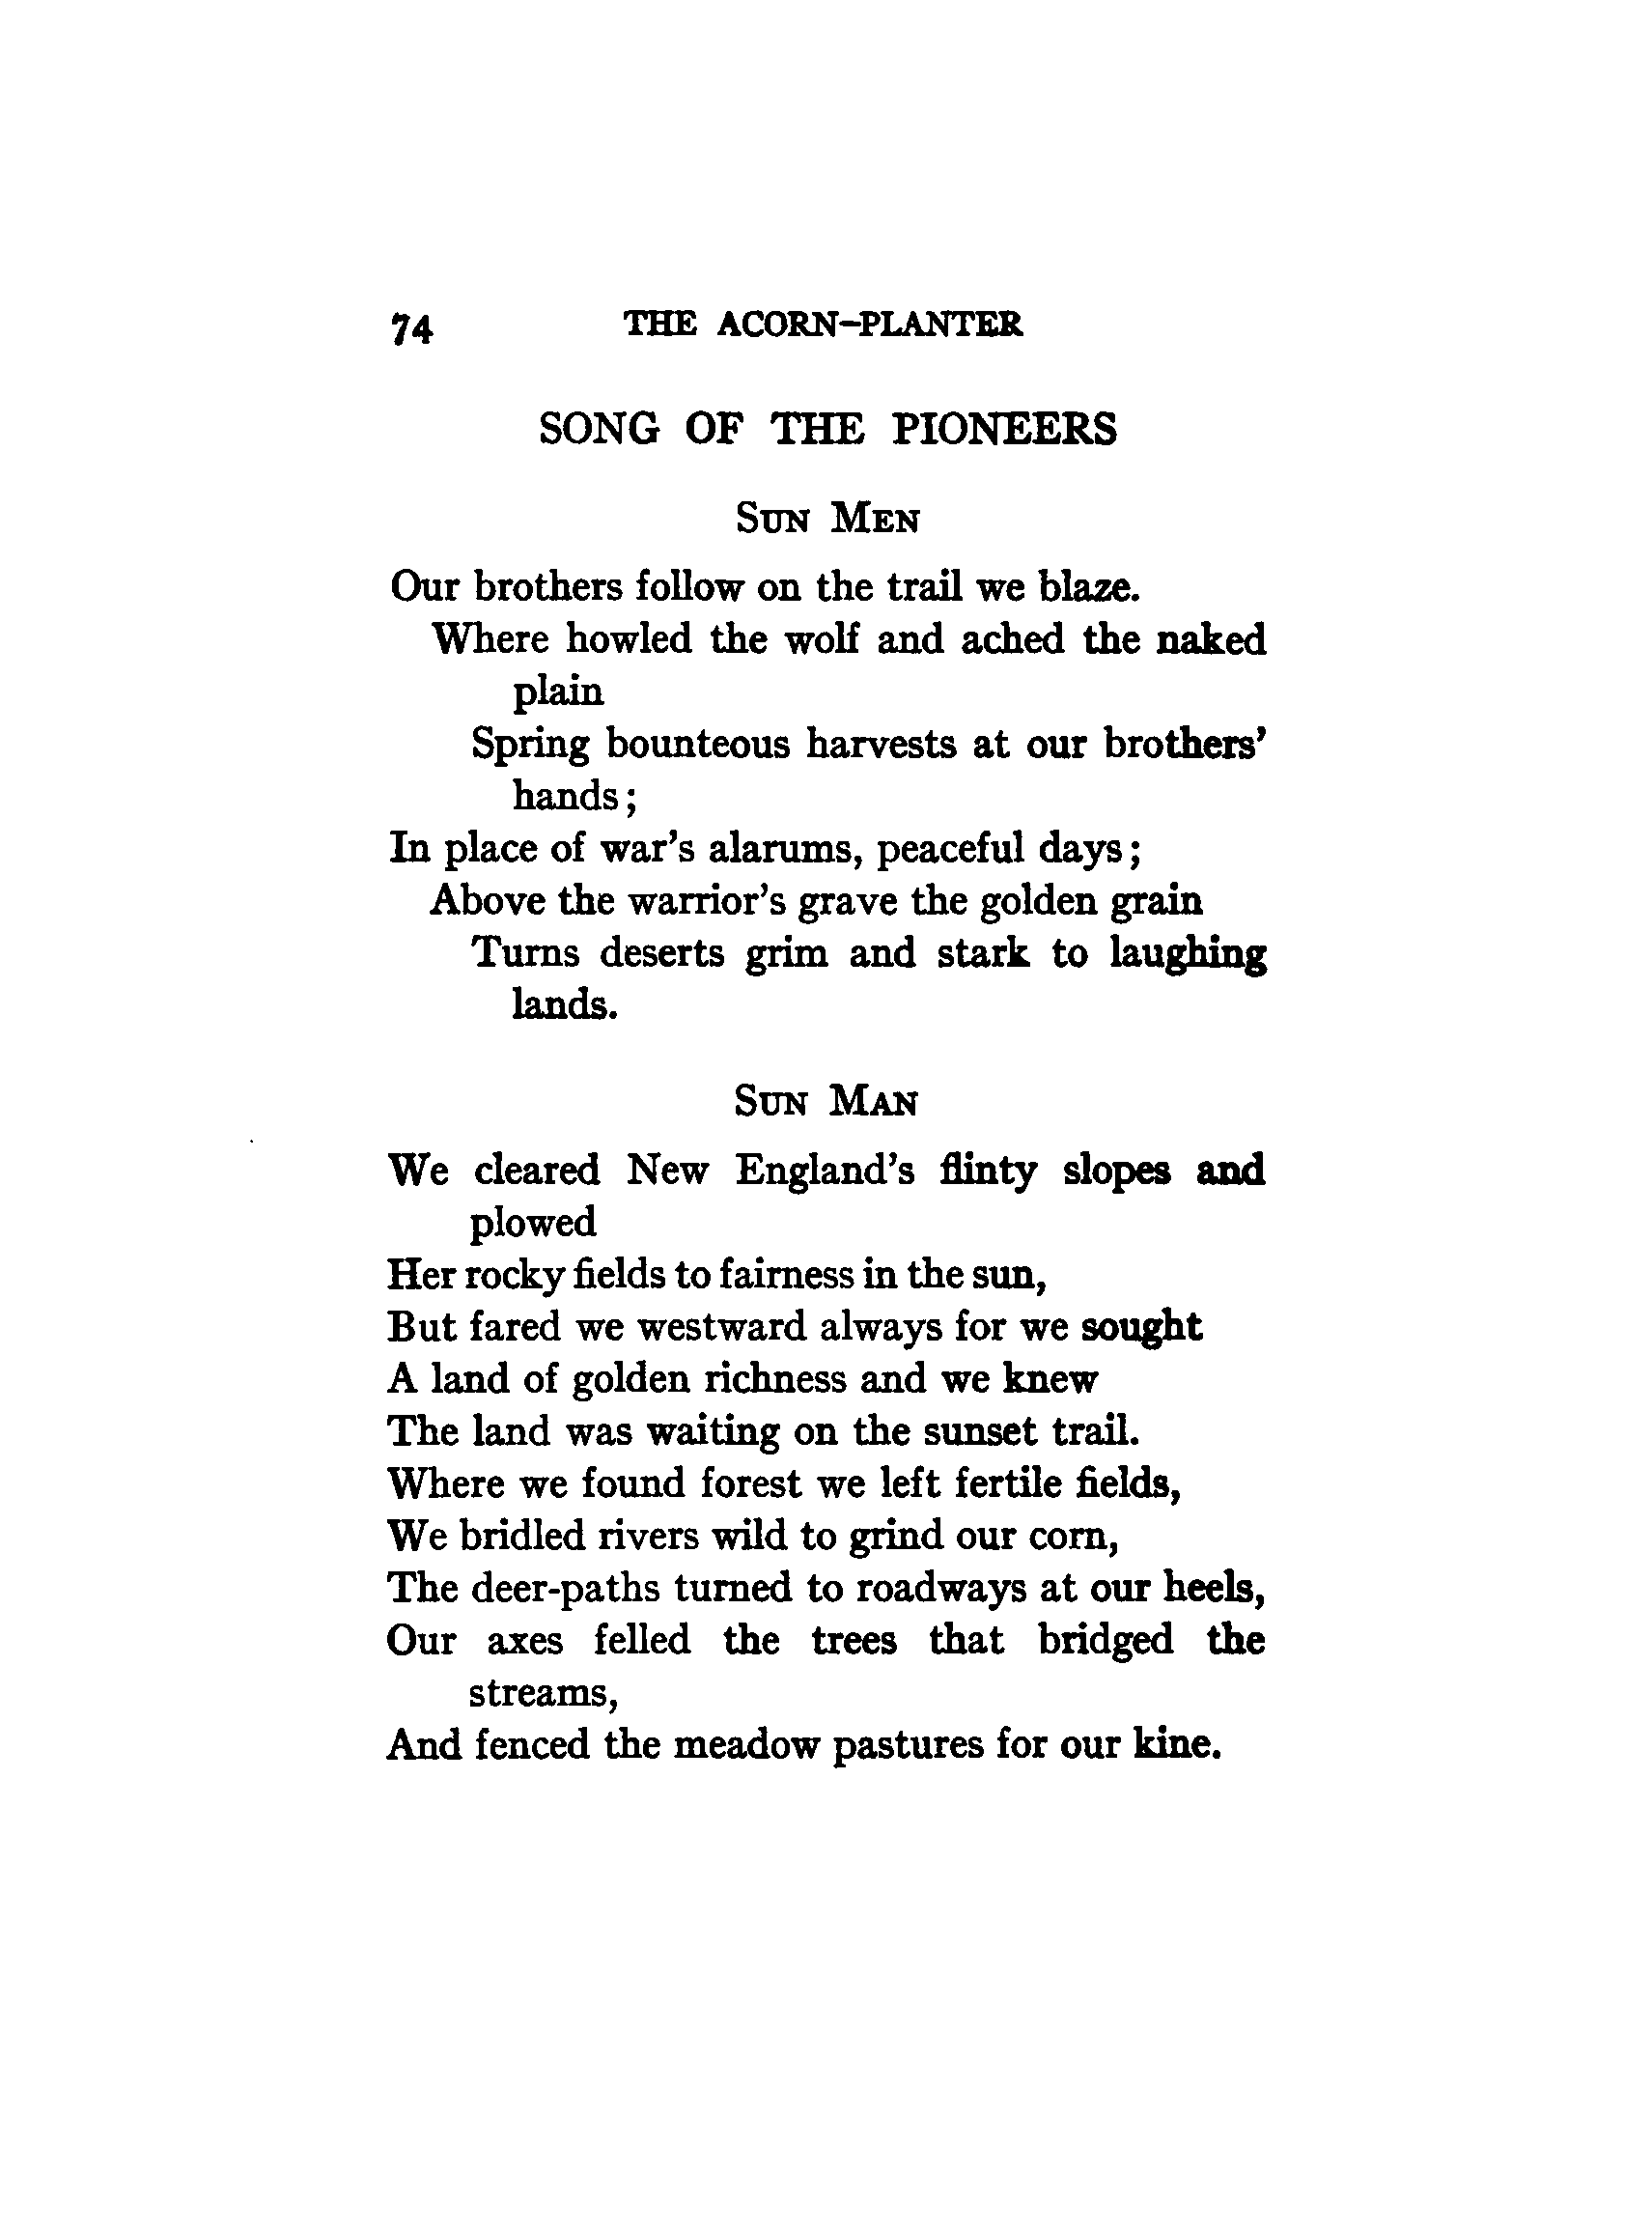 74 THE ACORN-PLANTER
SONG OF THE PIONEERS
SUN MEN
Our brothers follow on the trail we blaze.
Where howled the wolf and ached the naked
plain
Spring bounteous harvests at our brothers'
hands;
In place of war's alarums, peaceful days;
Above the warrior's grave the golden grain
Turns deserts grim and stark to laughing
lands.
SUN MAN
We cleared New England's flinty slopes and
plowed
Her rocky fields to fairness in the sun,
But fared we westward always for we sought
A land of golden richness and we knew
The land was waiting on the sunset trail.
Where we found forest we left fertile fields,
We bridled rivers wild to grind our corn,
The deer-paths turned to roadways at our heels,
Our axes felled the trees that bridged the
streams,
And fenced the meadow pastures for our kine.